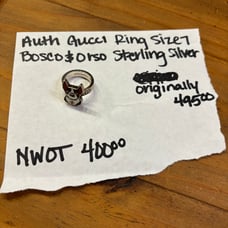 Auth Gucci Ring Size 7
Bosco & Orso Sterling Silver
originally
495.00
NWOT 400.00